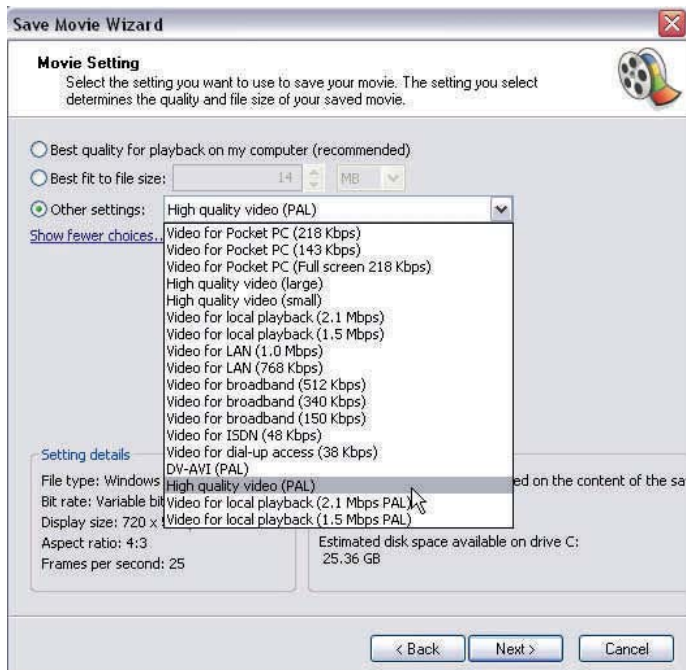 Save Movie Wizard
Movie Setting
Select the setting you want to use to save your movie. The setting you select
determines the quality and file size of your saved movie.
Best quality for playback on my computer (recommended)
Best fit to file size: 14 MB
Other settings: High quality video (PAL)
Show fewer choices..
Video for Pocket PC (218 Kbps)
Video for Pocket PC (143 Kbps)
Video for Pocket PC (Full screen 218 Kbps)
High quality video (large)
High quality video (small)
Video for local playback (2.1 Mbps)
Video for local playback (1.5 Mbps)
Video for LAN (1.0 Mbps)
Video for LAN (768 Kbps)
Video for broadband (512 Kbps)
Video for broadband (340 Kbps)
Video for broadband (150 Kbps)
Video for ISDN (48 Kbps)
Video for dial-up access (38 Kbps)
DV-AVI (PAL)
High quality video (PAL)
Video for local playback (2.1 Mbps PAL)
Video for local playback (1.5 Mbps PAL)
Setting details
File type: Windows
Bit rate: Variable bit
Display size: 720 x
Aspect ratio: 4:3
Frames per second: 25
ed on the content of the sa
Estimated disk space available on drive C:
25.36 GB
< Back Next > Cancel